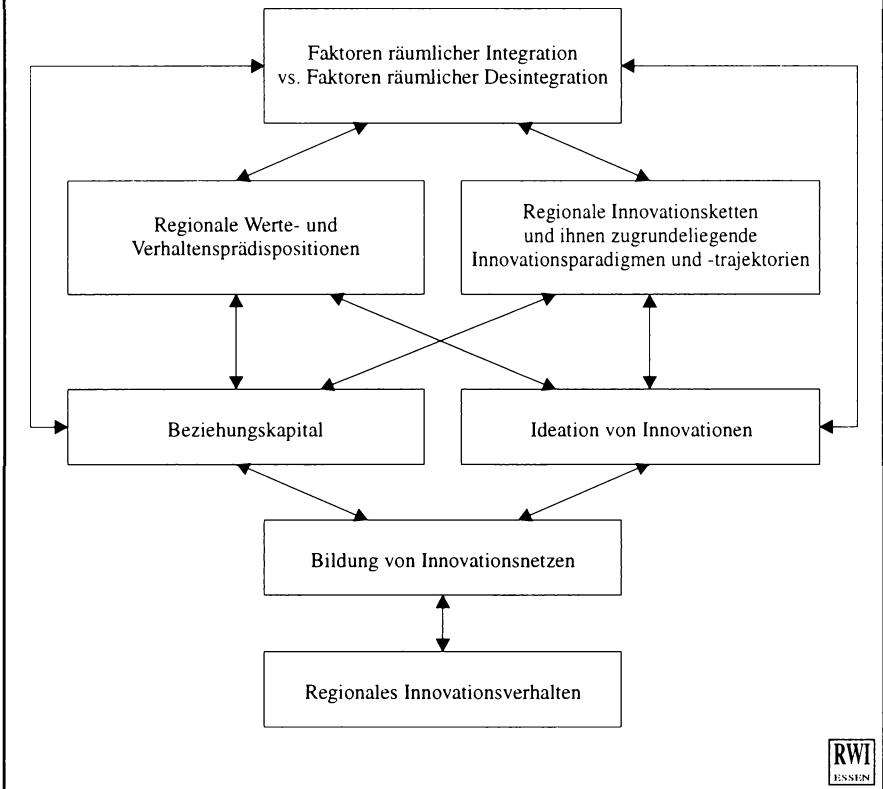 Faktoren räumlicher Integration
vs. Faktoren räumlicher Desintegration
Regionale Werte- und
Verhaltensprädispositionen
Regionale Innovationsketten
und ihnen zugrundeliegende
Innovationsparadigmen und -trajektorien
Beziehungskapital
Ideation von Innovationen
Bildung von Innovationsnetzen
Regionales Innovationsverhalten
RWI
ESSEN